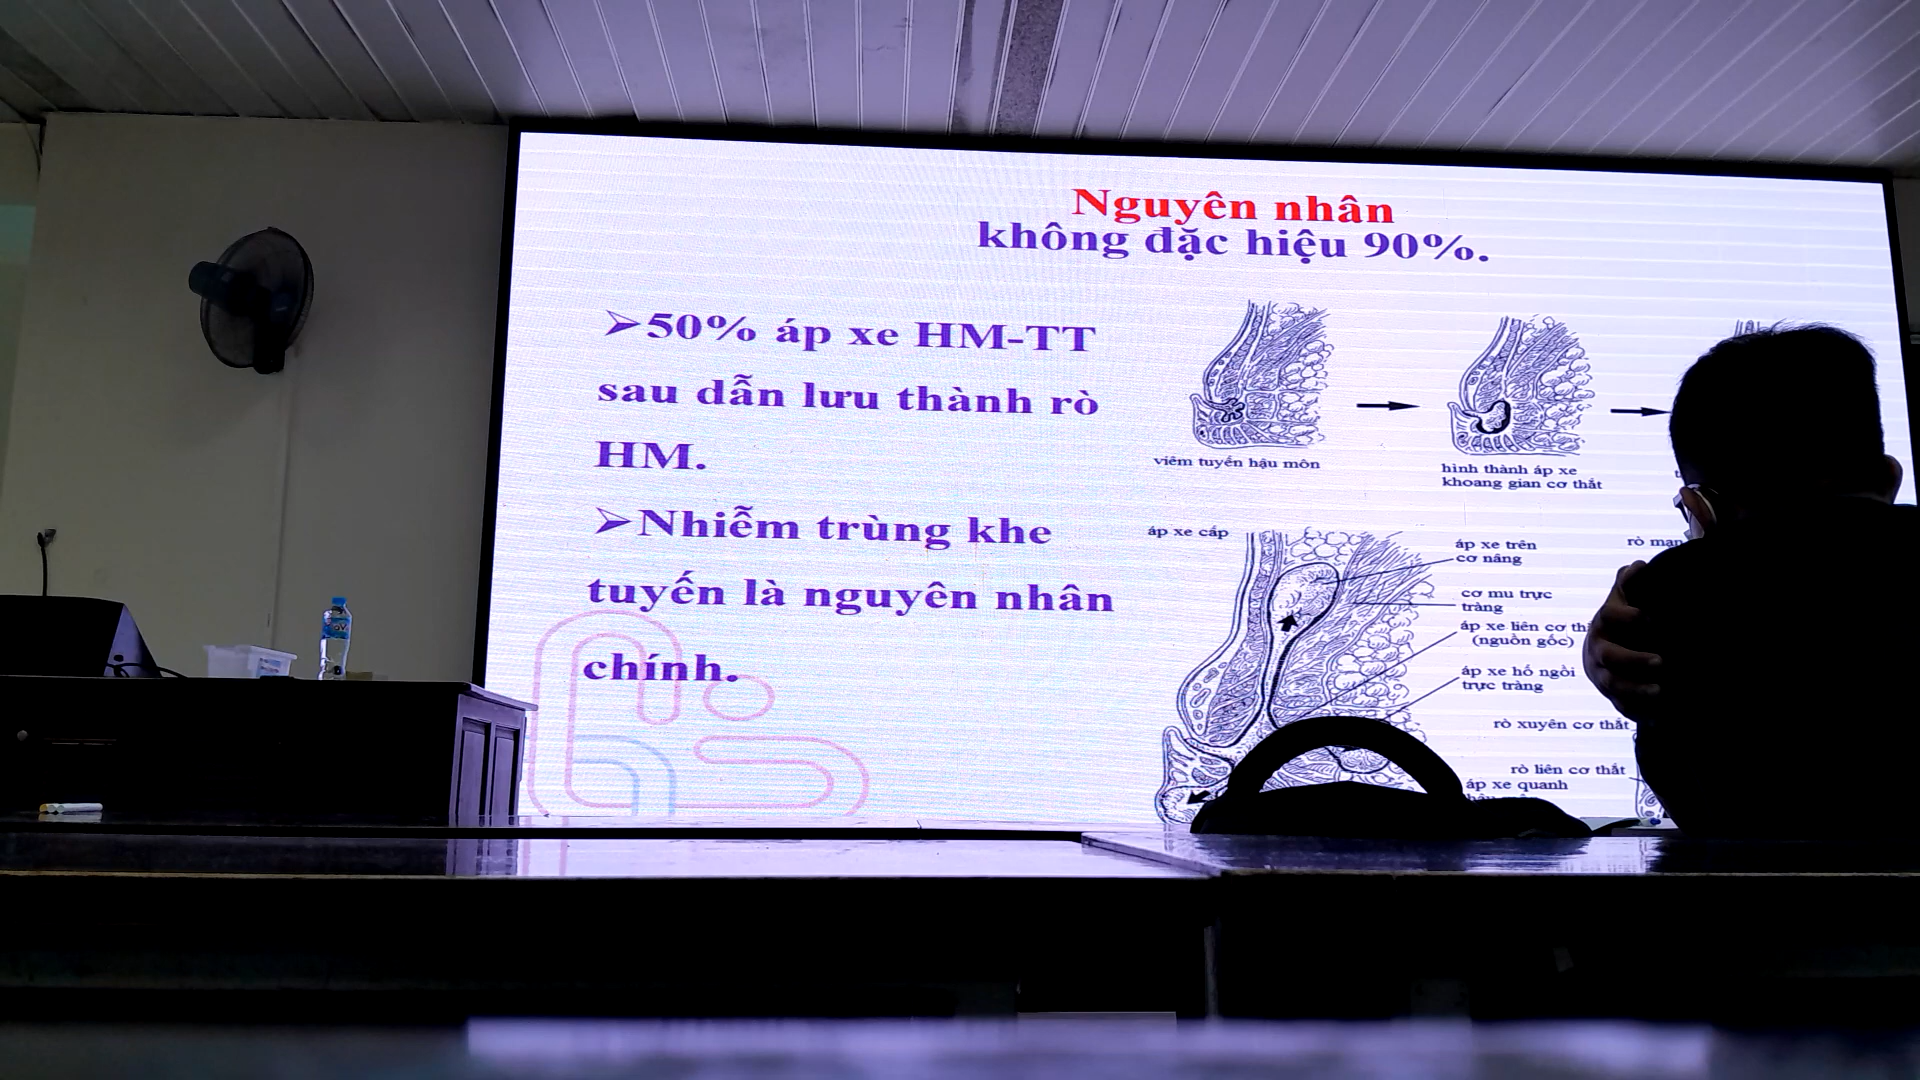 Nguyên nhân
không đặc hiệu 90%.
➢50% áp xe HM-TT
sau dẫn lưu thành rò
HM.
➢Nhiễm trùng khe
tuyến là nguyên nhân
chính.
viêm tuyến hậu môn
hình thành áp xe
khoang gian cơ thắt
áp xe cấp
áp xe trên
cơ nâng
cơ mu trực
tràng
áp xe liên cơ
(nguồn gốc)
áp xe hố ngồi
trực tràng
áp xe quanh
rò
rò xuyên cơ thắt
rò liên cơ thắt